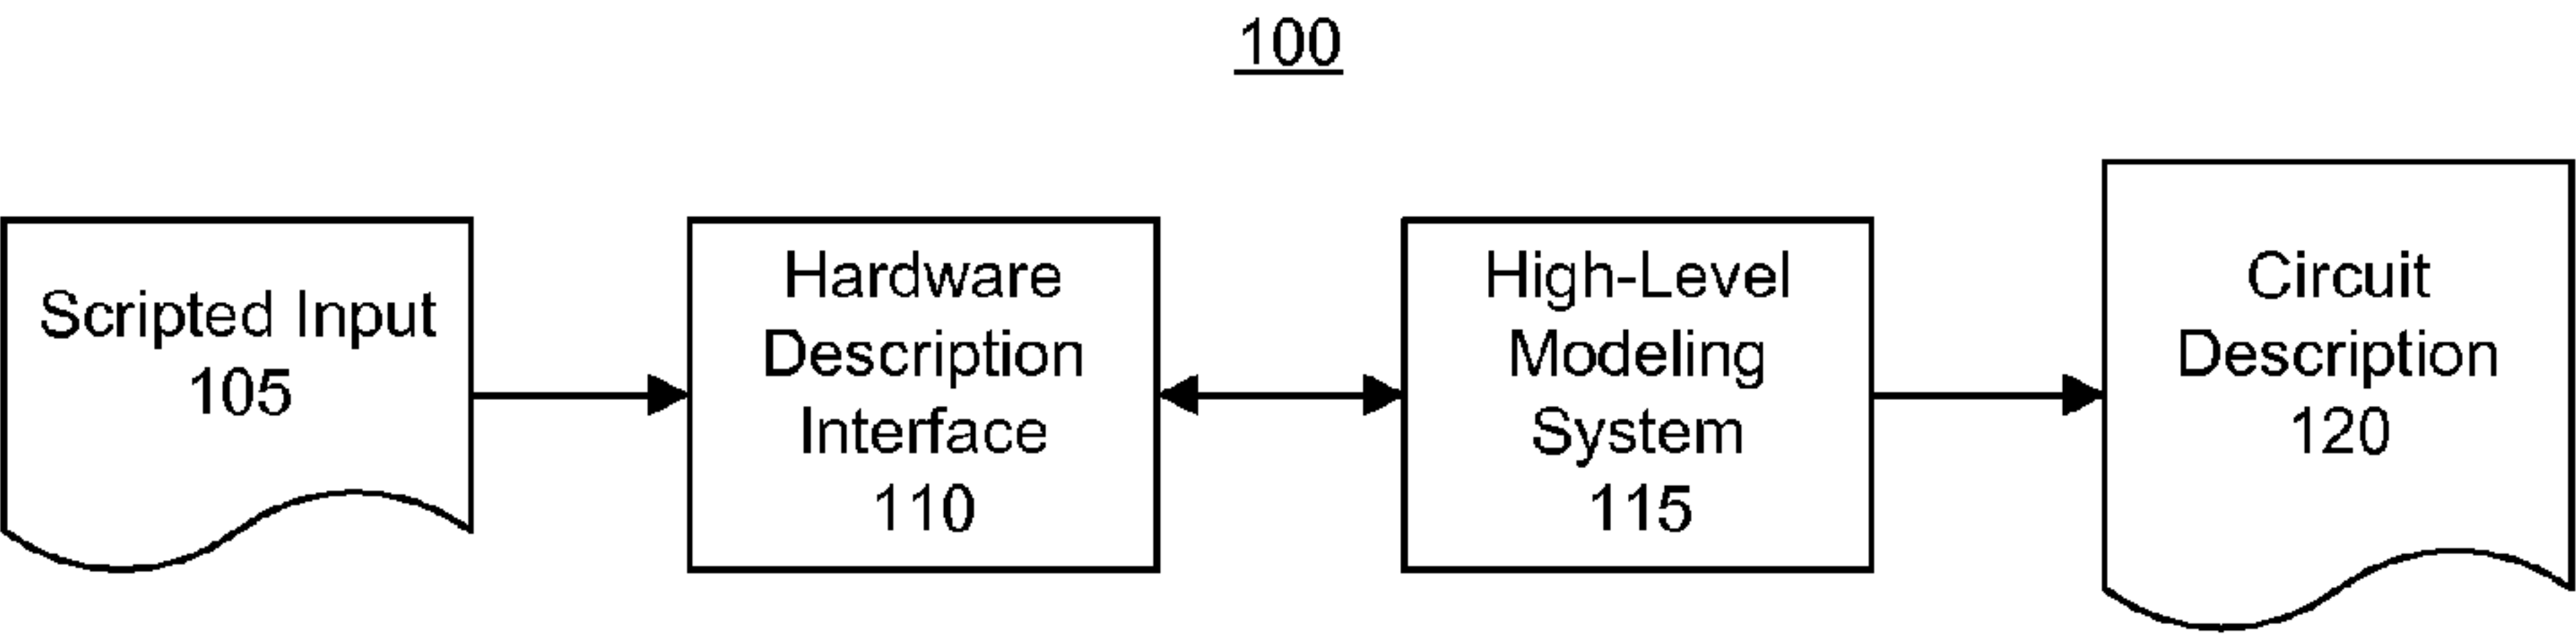 100
Scripted Input
105
Hardware
Description
Interface
110
High-Level
Modeling
System
115
Circuit
Description
120